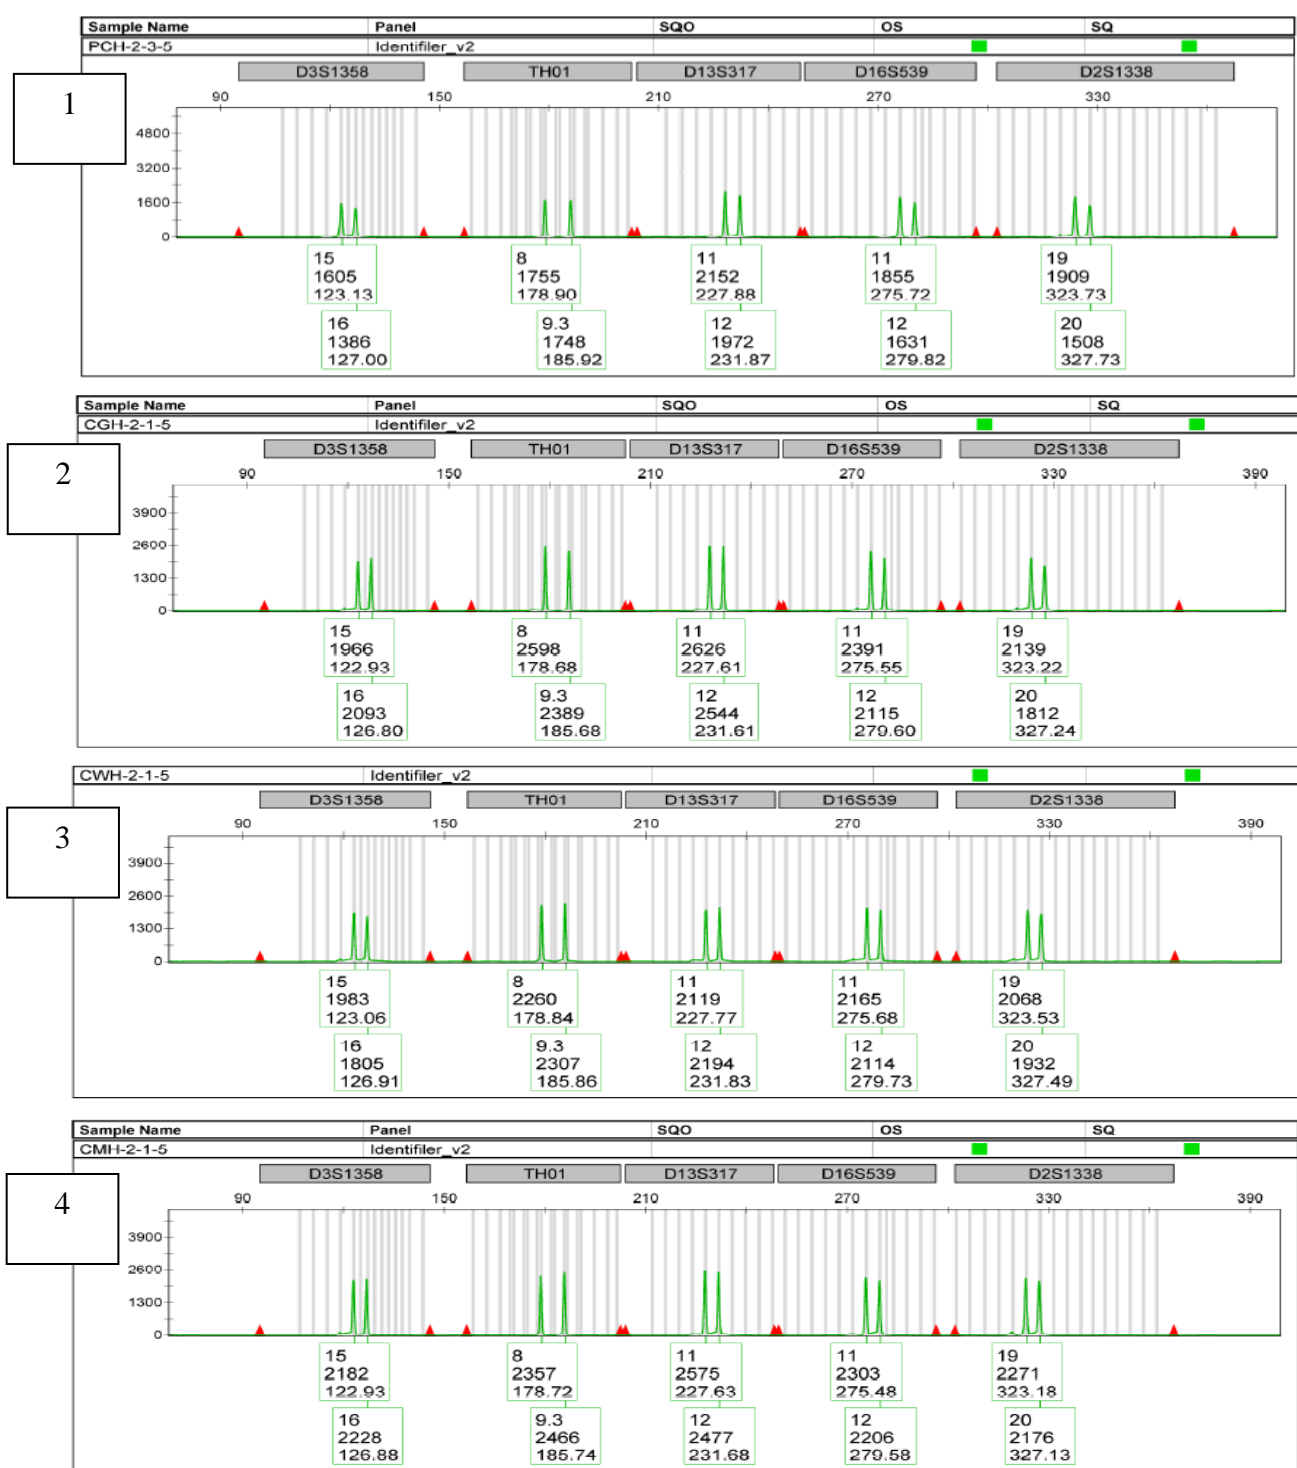 Sample Name Panel SQO OS SQ
PCH-2-3-5 Identifiler_v2
D3S1358 TH01 D13S317 D16S539 D2S1338
1
90 150 210 270 330
4800
3200
1600
0
15 8 11 11 19
1605 1755 2152 1855 1909
123.13 178.90 227.88 275.72 323.73
16 9.3 12 12 20
1386 1748 1972 1631 1508
127.00 185.92 231.87 279.82 327.73
Sample Name Panel SQO OS SQ
CGH-2-1-5 Identifiler_v2
D3S1358 TH01 D13S317 D16S539 D2S1338
2
90 150 210 270 330 390
3900
2600
1300
0
15 8 11 11 19
1966 2598 2626 2391 2139
122.93 178.68 227.61 275.55 323.22
16 9.3 12 12 20
2093 2389 2544 2115 1812
126.80 185.68 231.61 279.60 327.24
CWH-2-1-5 Identifiler_v2
D3S1358 TH01 D13S317 D16S539 D2S1338
3
90 150 210 270 330 390
3900
2600
1300
0
15 8 11 11 19
1983 2260 2119 2165 2068
123.06 178.84 227.77 275.68 323.53
16 9.3 12 12 20
1805 2307 2194 2114 1932
126.91 185.86 231.83 279.73 327.49
Sample Name Panel SQO OS SQ
CMH-2-1-5 Identifiler_v2
D3S1358 TH01 D13S317 D16S539 D2S1338
4
90 150 210 270 330 390
3900
2600
1300
0
15 8 11 11 19
2182 2357 2575 2303 2271
122.93 178.72 227.63 275.48 323.18
16 9.3 12 12 20
2228 2466 2477 2206 2176
126.88 185.74 231.68 279.58 327.13